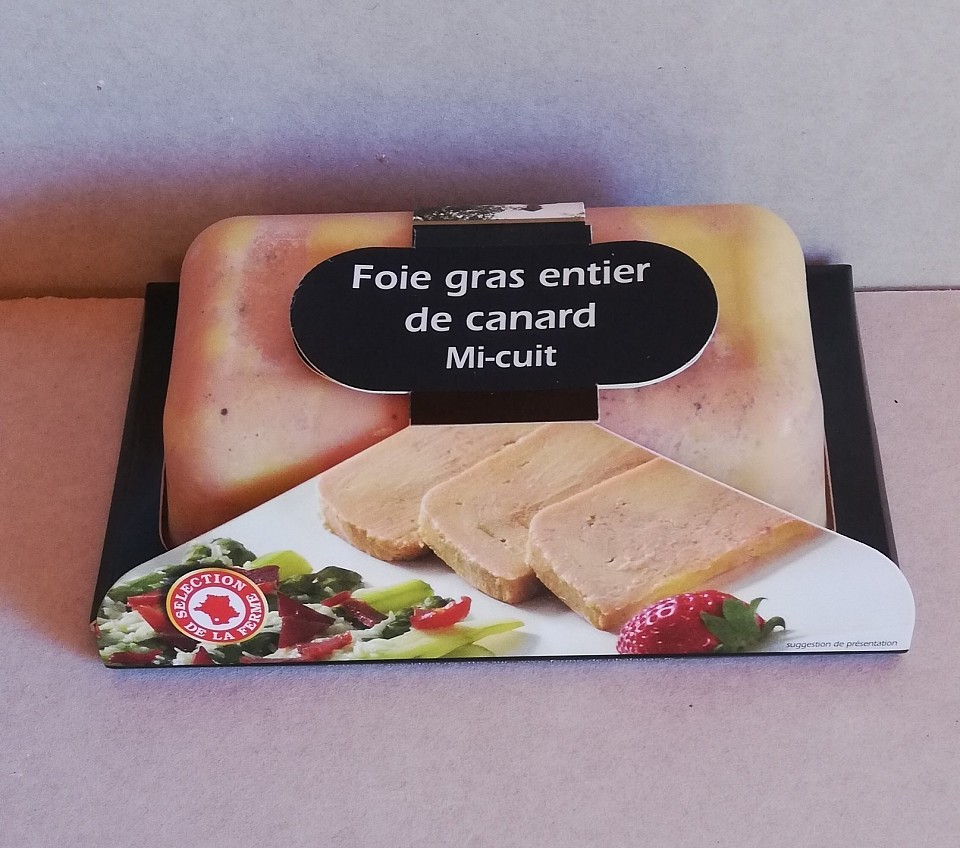 Foie gras entier
de canard
Mi-cuit
SELECTION
DE LA FERME
suggestion de présentation